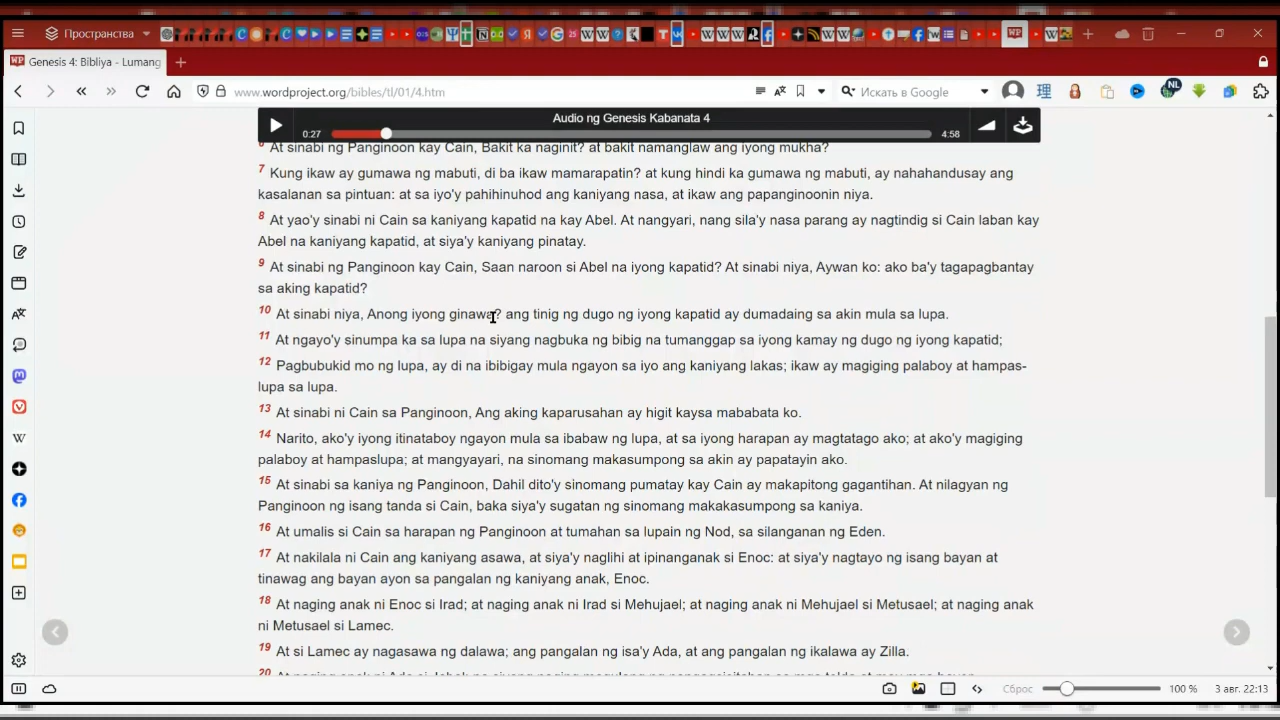 Пространства
Genesis 4: Bibliya - Lumang
www.wordproject.org/bibles/tl/01/4.htm
Искать в Google
NL
Audio ng Genesis Kabanata 4
0:27
4:58
At sinabi ng Panginoon kay Cain, Bakit ka naginit? at bakit namanglaw ang iyong mukha?
7 Kung ikaw ay gumawa ng mabuti, di ba ikaw mamarapatin? at kung hindi ka gumawa ng mabuti, ay nahahandusay ang
kasalanan sa pintuan: at sa iyo'y pahihinuhod ang kaniyang nasa, at ikaw ang papanginoonin niya.
8 At yao'y sinabi ni Cain sa kaniyang kapatid na kay Abel. At nangyari, nang sila'y nasa parang ay nagtindig si Cain laban kay
Abel na kaniyang kapatid, at siya'y kaniyang pinatay.
9 At sinabi ng Panginoon kay Cain, Saan naroon si Abel na iyong kapatid? At sinabi niya, Aywan ko: ako ba'y tagapagbantay
sa aking kapatid?
10 At sinabi niya, Anong iyong ginawa? ang tinig ng dugo ng iyong kapatid ay dumadaing sa akin mula sa lupa.
11 At ngayo'y sinumpa ka sa lupa na siyang nagbuka ng bibig na tumanggap sa iyong kamay ng dugo ng iyong kapatid;
12 Pagbubukid mo ng lupa, ay di na ibibigay mula ngayon sa iyo ang kaniyang lakas; ikaw ay magiging palaboy at hampas-
lupa sa lupa.
13 At sinabi ni Cain sa Panginoon, Ang aking kaparusahan ay higit kaysa mababata ko.
14 Narito, ako'y iyong itinataboy ngayon mula sa ibabaw ng lupa, at sa iyong harapan ay magtatago ako; at ako'y magiging
palaboy at hampaslupa; at mangyayari, na sinomang makasumpong sa akin ay papatayin ako.
15 At sinabi sa kaniya ng Panginoon, Dahil dito'y sinomang pumatay kay Cain ay makapitong gagantihan. At nilagyan ng
Panginoon ng isang tanda si Cain, baka siya'y sugatan ng sinomang makakasumpong sa kaniya.
16 At umalis si Cain sa harapan ng Panginoon at tumahan sa lupain ng Nod, sa silanganan ng Eden.
17 At nakilala ni Cain ang kaniyang asawa, at siya'y naglihi at ipinanganak si Enoc: at siya'y nagtayo ng isang bayan at
tinawag ang bayan ayon sa pangalan ng kaniyang anak, Enoc.
18 At naging anak ni Enoc si Irad; at naging anak ni Irad si Mehujael; at naging anak ni Mehujael si Metusael; at naging anak
ni Metusael si Lamec.
19 At si Lamec ay nagasawa ng dalawa; ang pangalan ng isa'y Ada, at ang pangalan ng ikalawa ay Zilla.
Сброс
100 %
3 авг. 22:13